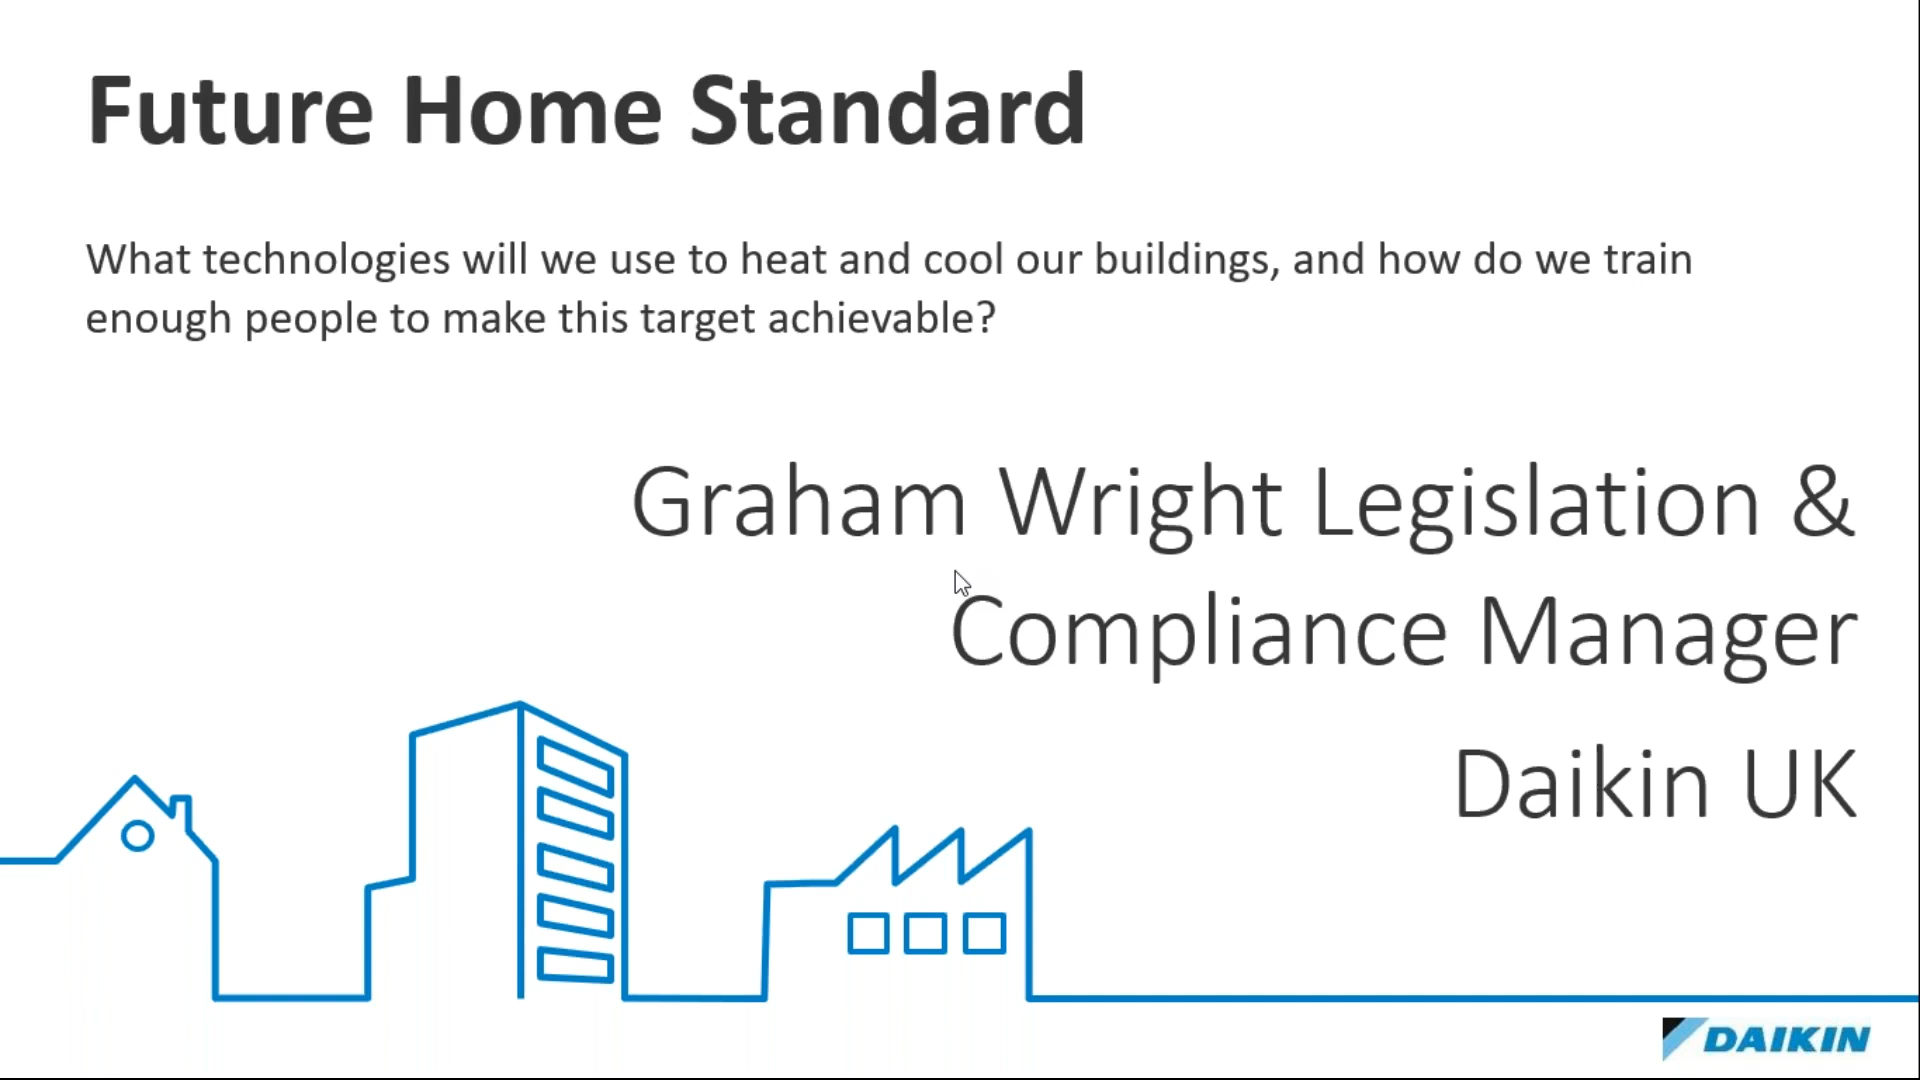 Future Home Standard
What technologies will we use to heat and cool our buildings, and how do we train
enough people to make this target achievable?
Graham Wright Legislation &
Compliance Manager
Daikin UK
DAIKIN